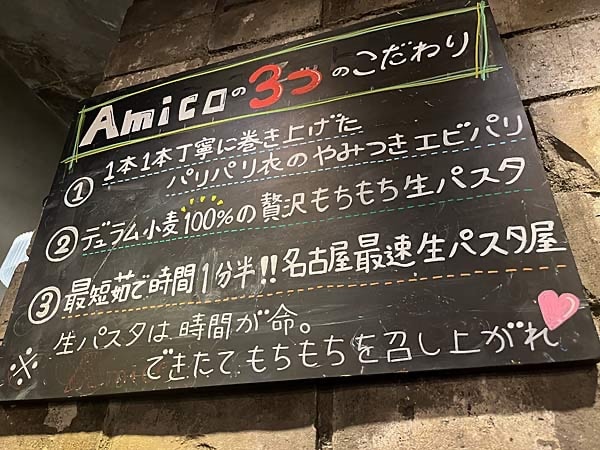 Amicoの3つのこだわり
① 1本1本丁寧に巻き上げた
パリパリ衣のやみつきエビパリ
② デュラム小麦100%の贅沢もちもち生パスタ
③ 最短茹で時間1分半!!名古屋最速生パスタ屋
※ 生パスタは時間が命。
できたてもちもちを召し上がれ